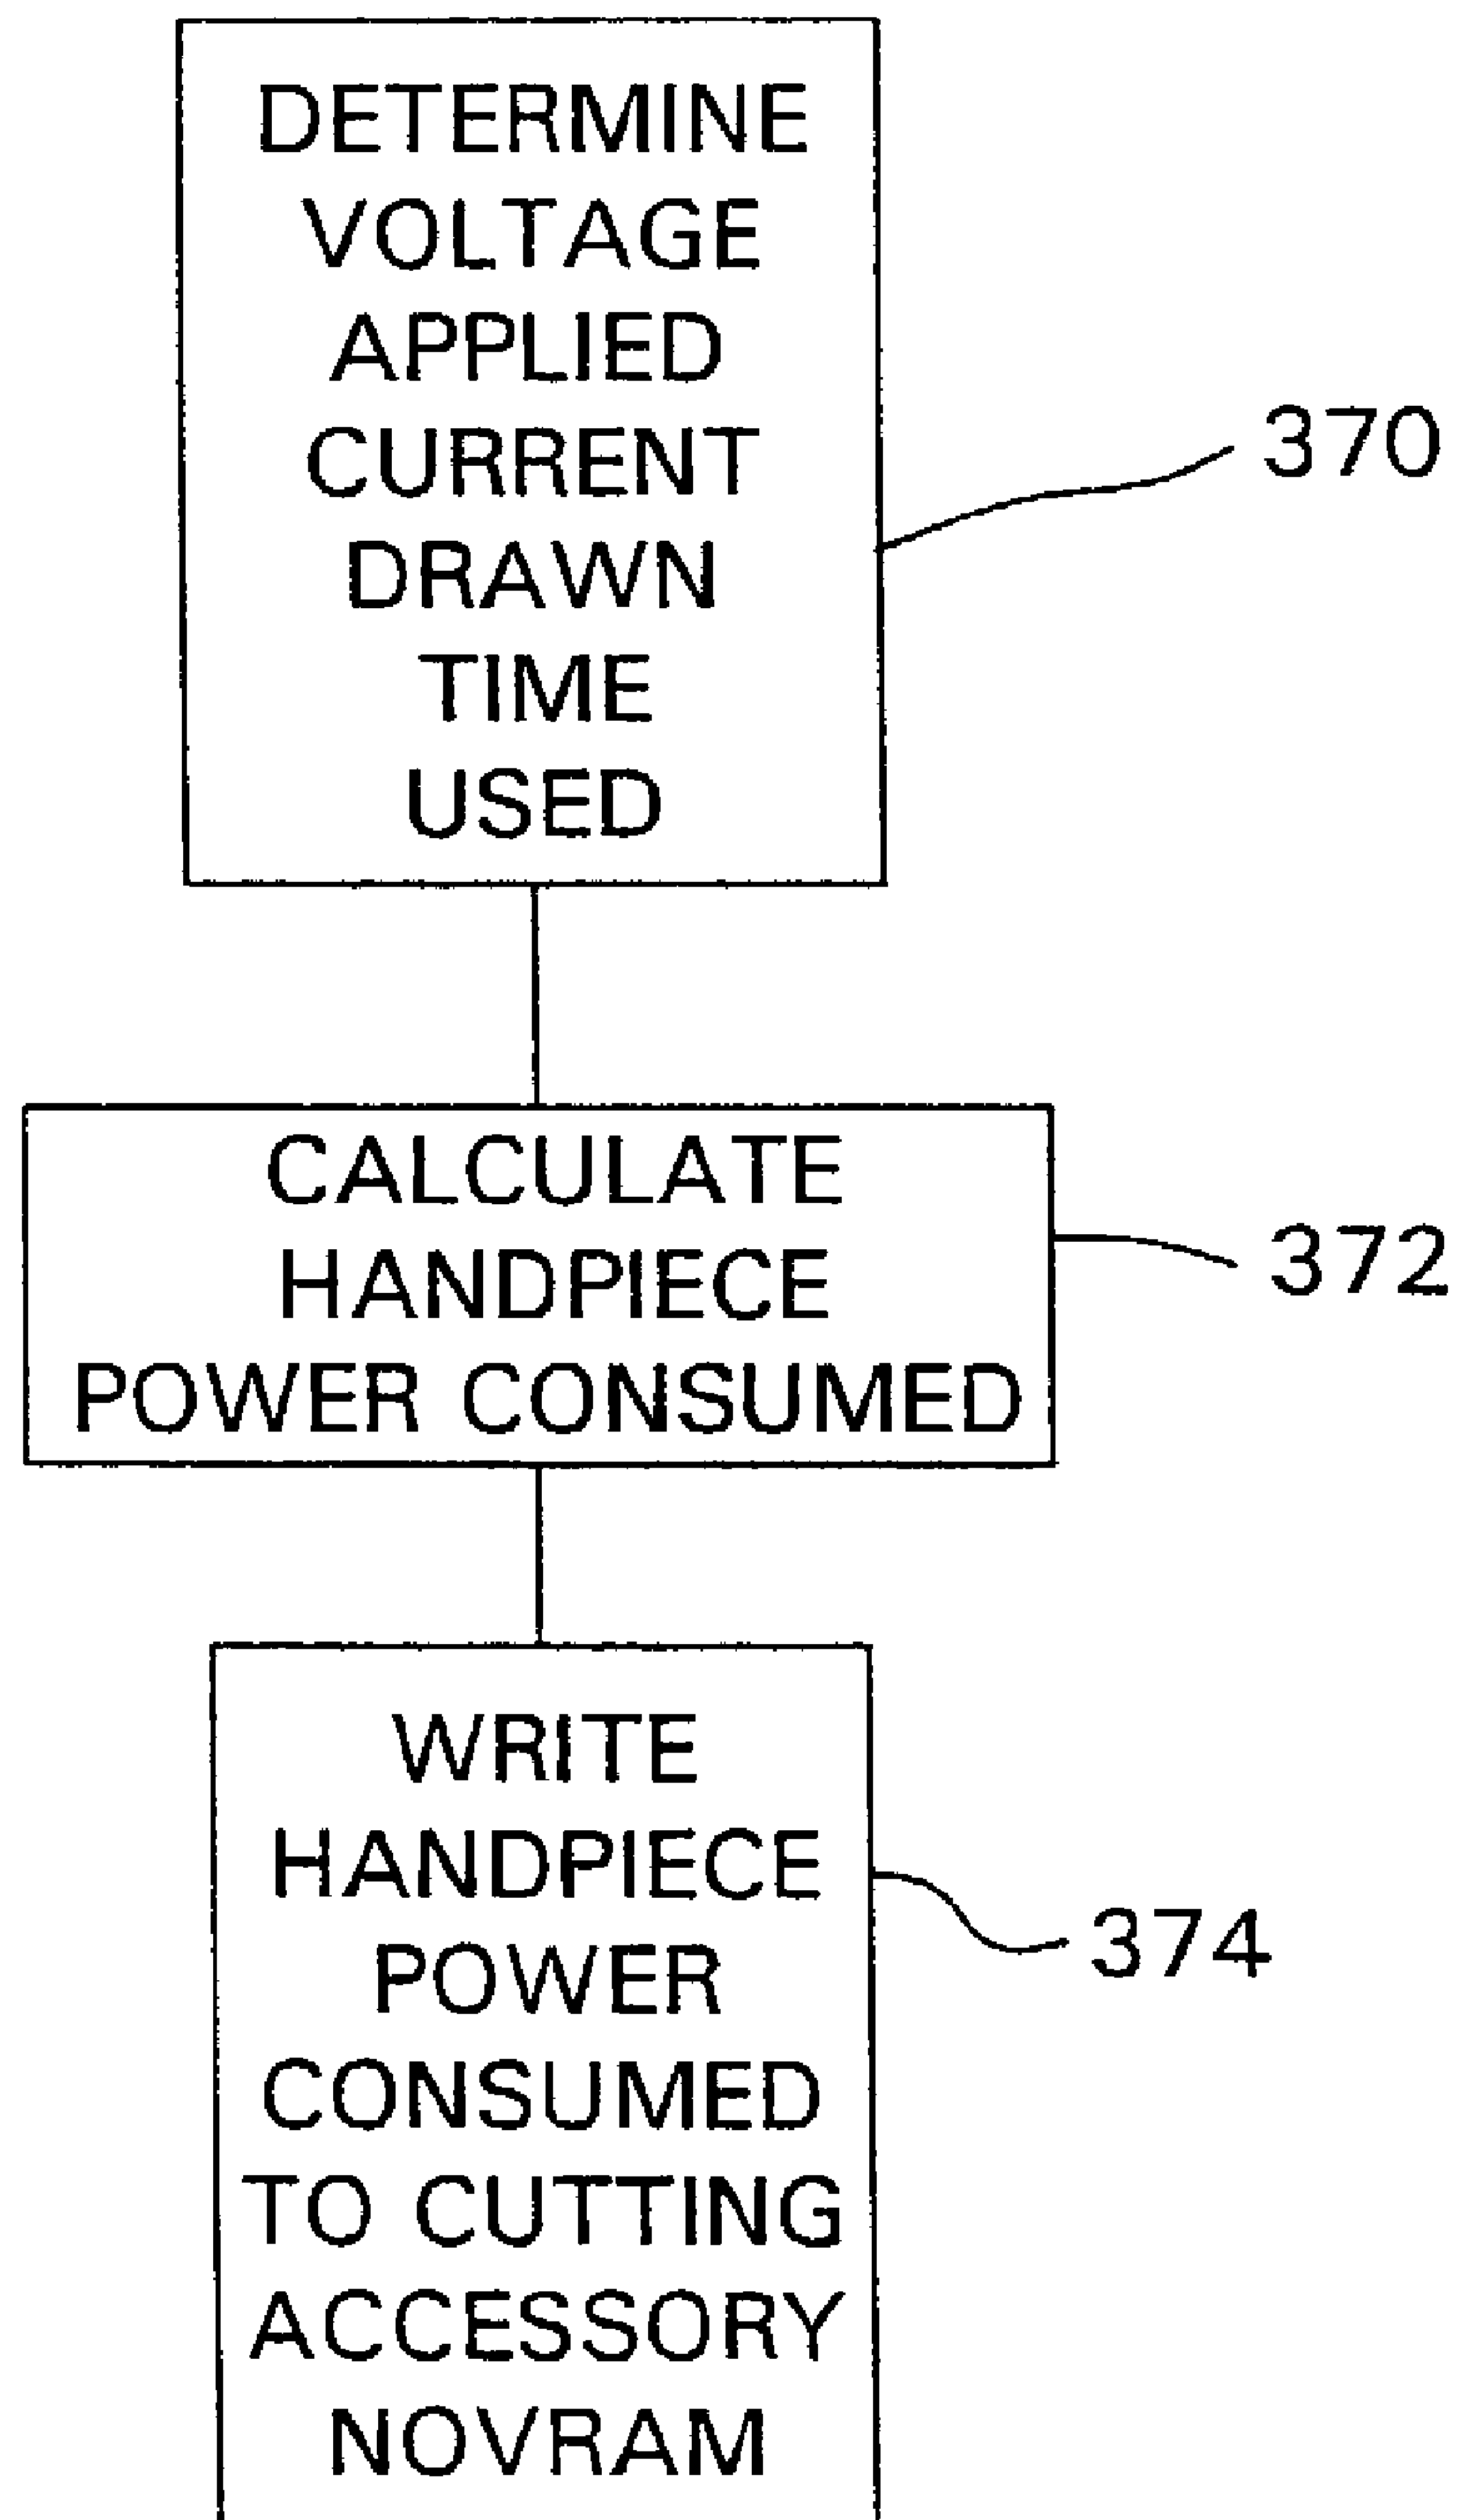 DETERMINE
VOLTAGE
APPLIED
CURRENT
DRAWN
TIME
USED
370
CALCULATE
HANDPIECE
POWER CONSUMED
372
WRITE
HANDPIECE
POWER
CONSUMED
TO CUTTING
ACCESSORY
NOVRAM
374